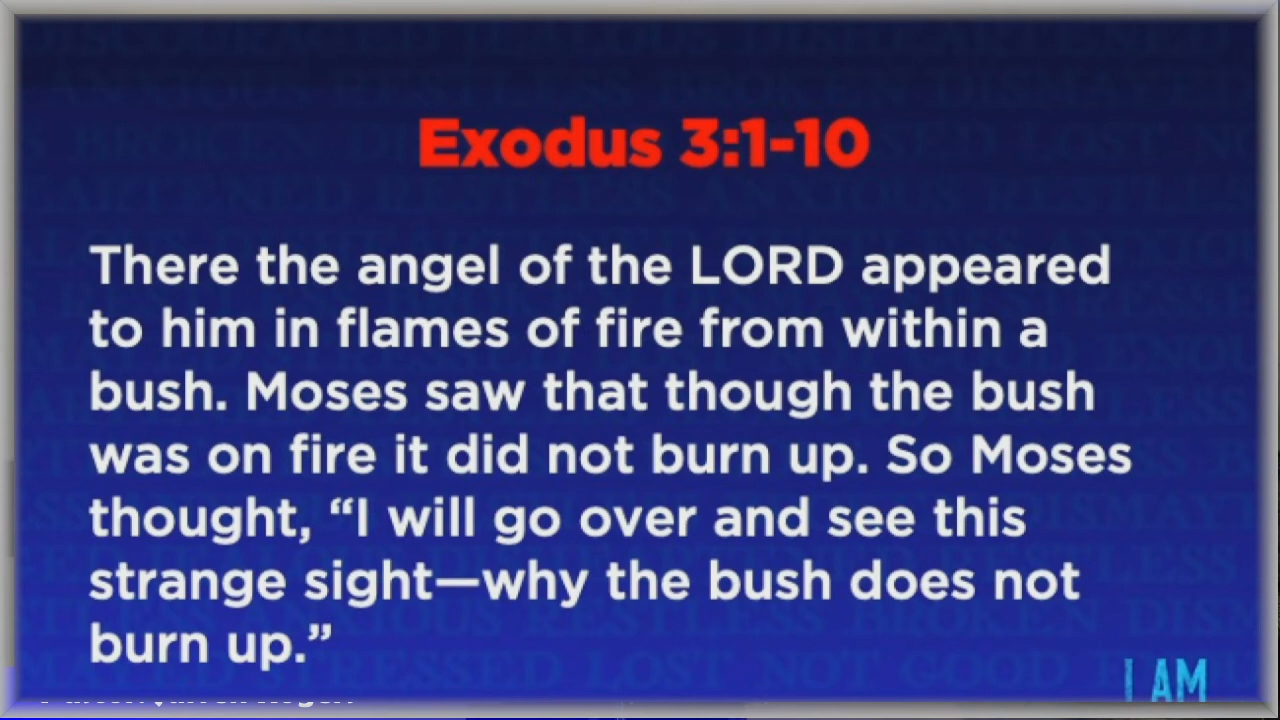 Exodus 3:1-10
There the angel of the LORD appeared
to him in flames of fire from within a
bush. Moses saw that though the bush
was on fire it did not burn up. So Moses
thought, “I will go over and see this
strange sight—why the bush does not
burn up.”
I AM